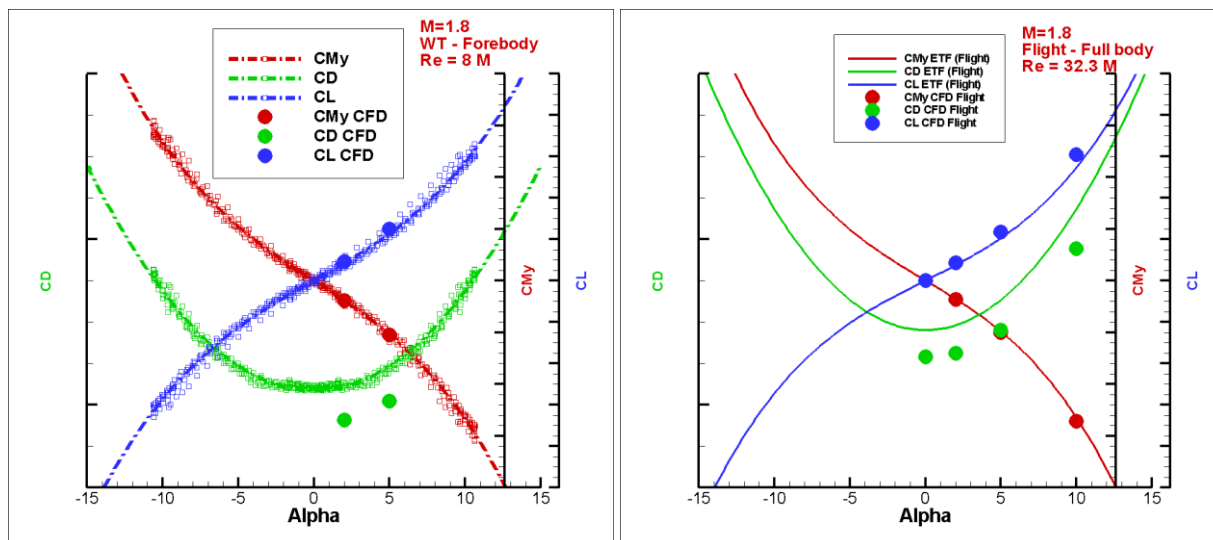 M=1.8
WT - Forebody
Re = 8 M
CMy
CD
CL
CMy CFD
CD CFD
CL CFD
CD
CMy
CL
-15
-10
-5
0
5
10
15
Alpha
M=1.8
Flight - Full body
Re = 32.3 M
CMy ETF (Flight)
CD ETF (Flight)
CL ETF (Flight)
CMy CFD Flight
CD CFD Flight
CL CFD Flight
CD
CMy
CL
-15
-10
-5
0
5
10
15
Alpha